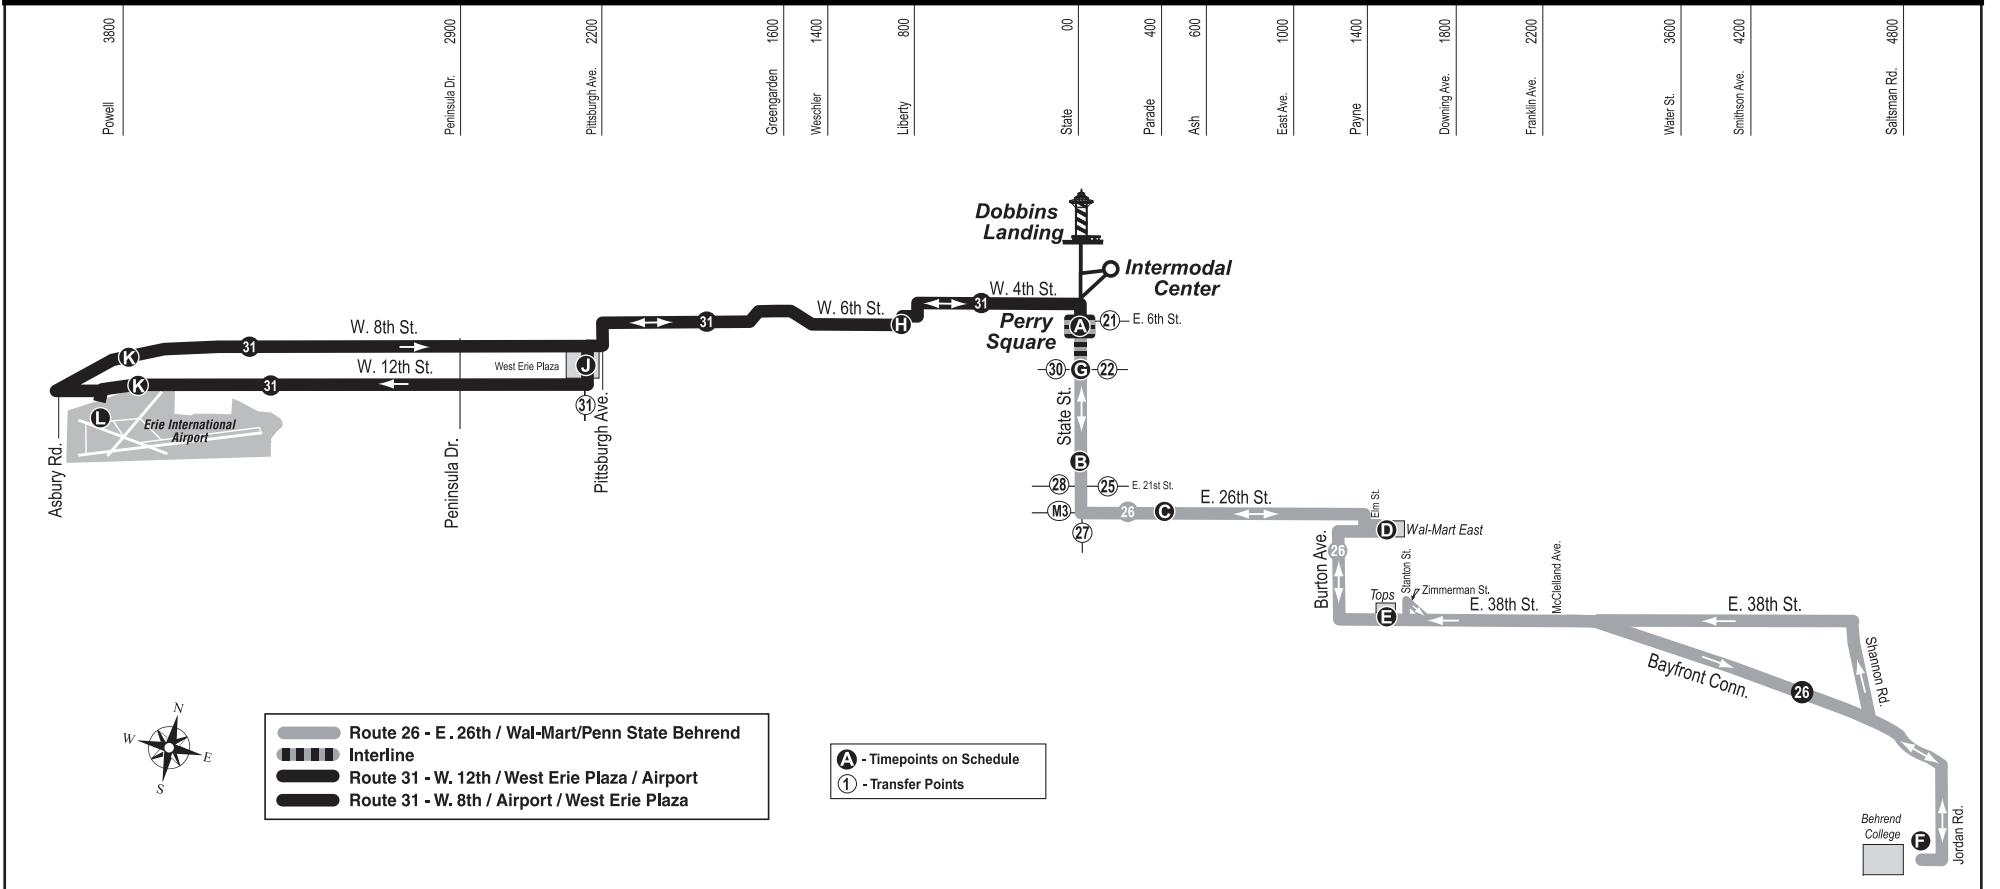 3800
2900
2200
1600
1400
800
00
400
600
1000
1400
1800
2200
3600
4200
4800
Powell
Peninsula Dr.
Pittsburgh Ave.
Greengarden
Weschler
Liberty
State
Parade
Ash
East Ave.
Payne
Downing Ave.
Franklin Ave.
Water St.
Smithson Ave.
Saltsman Rd.
Dobbins
Landing
Intermodal
Center
W. 4th St.
31
W. 6th St.
H
31
Perry
Square
A
21
E. 6th St.
W. 8th St.
31
K
W. 12th St.
West Erie Plaza
J
K
31
31
L
Erie International
Airport
Asbury Rd.
Peninsula Dr.
Pittsburgh Ave.
30
G
22
State St.
B
28
25
E. 21st St.
M3
26
C
E. 26th St.
27
Elm St.
D
Wal-Mart East
Burton Ave.
26
Stanton St.
Zimmerman St.
Tops
E
E. 38th St.
McClelland Ave.
E. 38th St.
Bayfront Conn.
26
Shannon Rd.
Jordan Rd.
Behrend
College
F
N
W
E
S
Route 26 - E. 26th / Wal-Mart/Penn State Behrend
Interline
Route 31 - W. 12th / West Erie Plaza / Airport
Route 31 - W. 8th / Airport / West Erie Plaza
A - Timepoints on Schedule
1 - Transfer Points